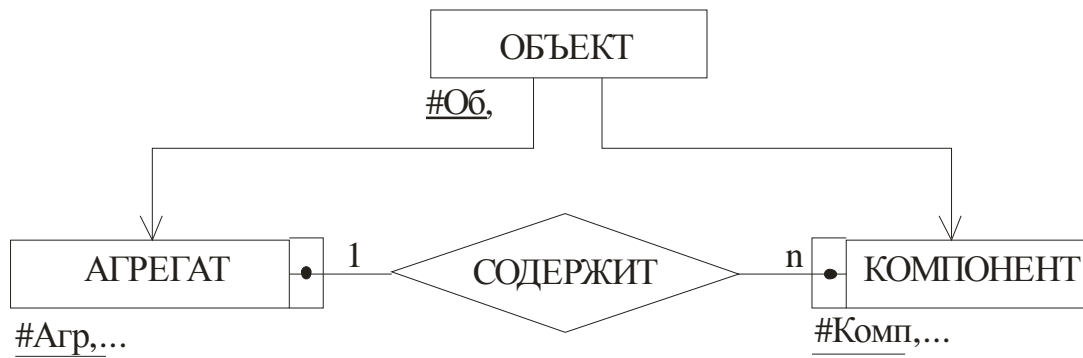 ОБЪЕКТ
#Об,
АГРЕГАТ
1
СОДЕРЖИТ
n
КОМПОНЕНТ
#Агр,...
#Комп,...